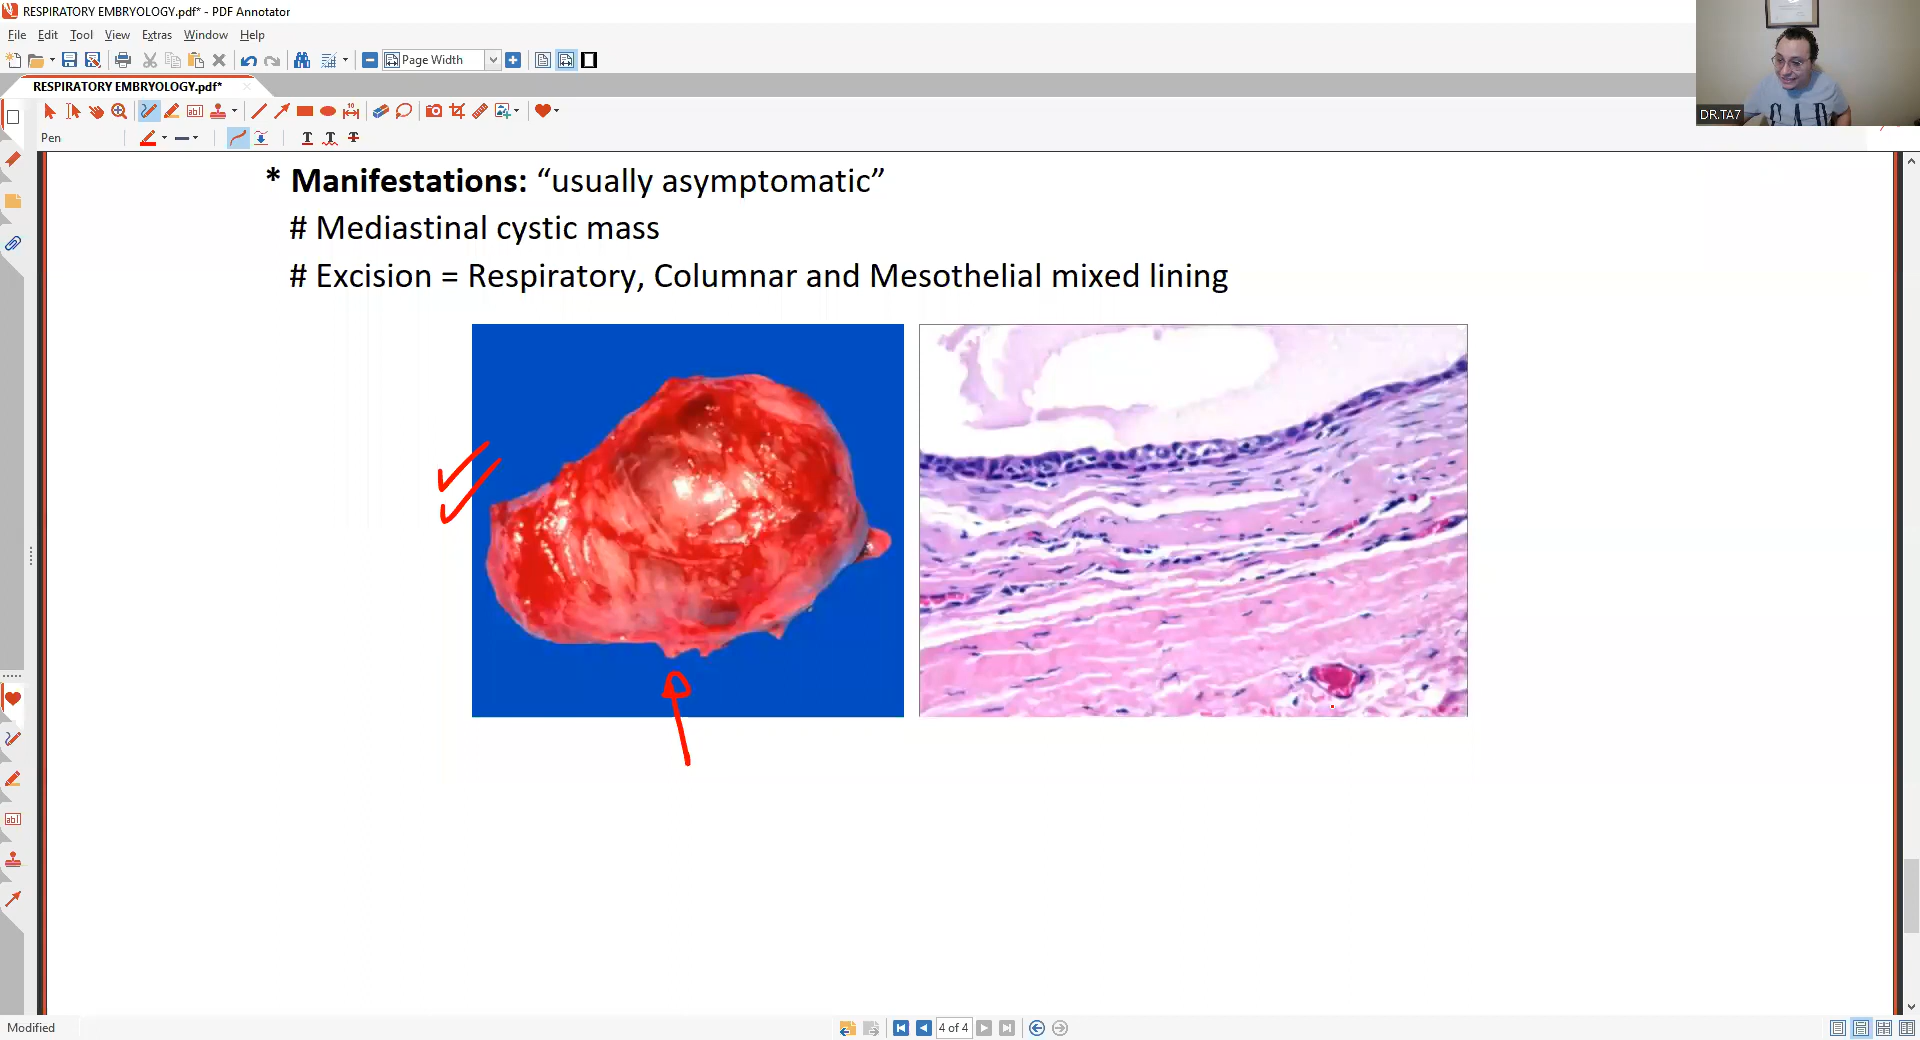 RESPIRATORY EMBRYOLOGY.pdf* - PDF Annotator
File Edit Tool View Extras Window Help
Page Width
RESPIRATORY EMBRYOLOGY.pdf*
Pen
DR.TA7
* Manifestations: “usually asymptomatic”
# Mediastinal cystic mass
# Excision = Respiratory, Columnar and Mesothelial mixed lining
Modified
4 of 4